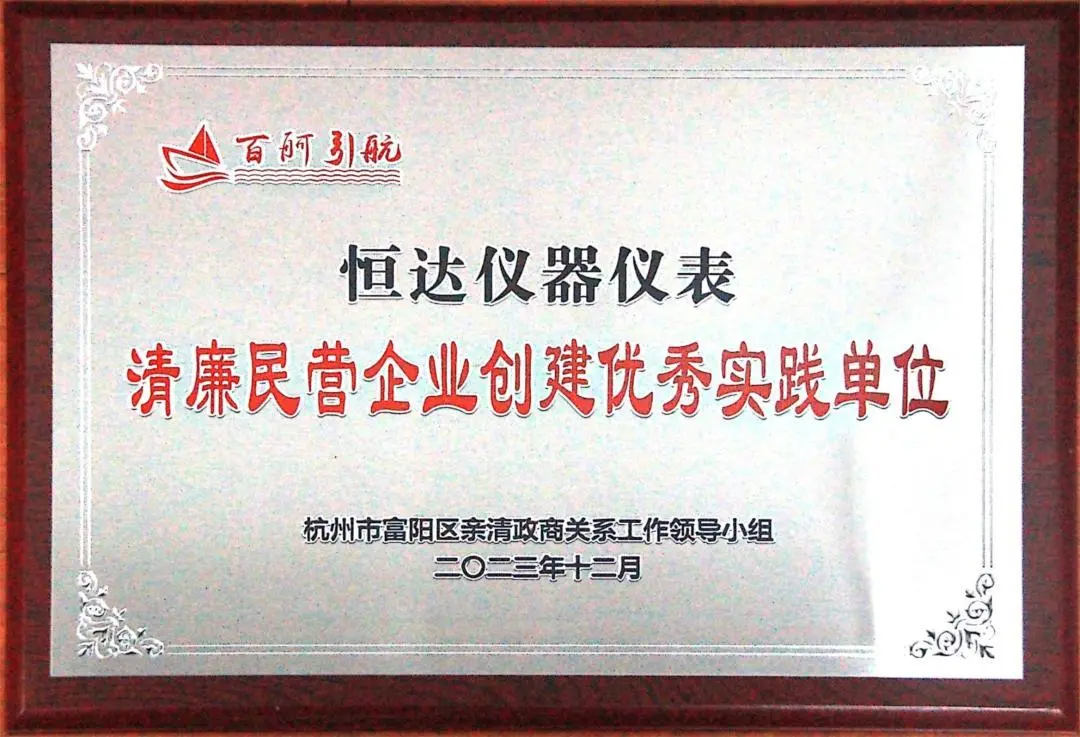 百舸引航
恒达仪器仪表
清廉民营企业创建优秀实践单位
杭州市富阳区亲清政商关系工作领导小组
二〇二三年十二月